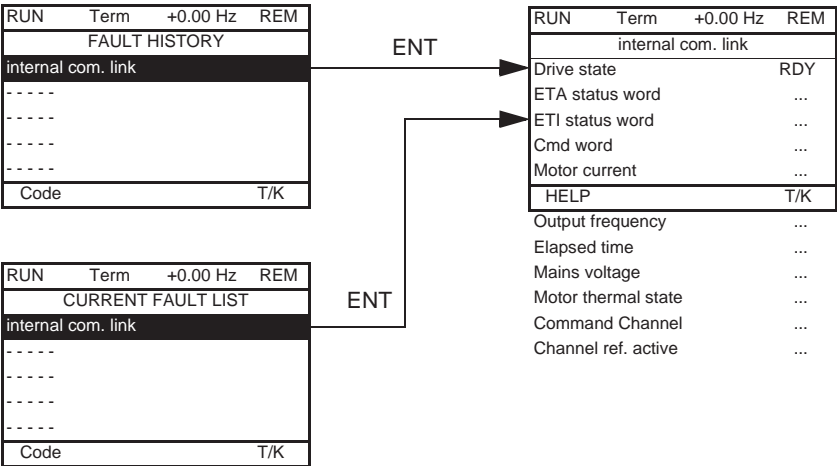 RUN Term +0.00 Hz REM
FAULT HISTORY
internal com. link
- - - - -
- - - - -
- - - - -
- - - - -
Code T/K
ENT
RUN Term +0.00 Hz REM
CURRENT FAULT LIST
internal com. link
- - - - -
- - - - -
- - - - -
- - - - -
Code T/K
ENT
RUN Term +0.00 Hz REM
internal com. link
Drive state RDY
ETA status word ...
ETI status word ...
Cmd word ...
Motor current ...
HELP T/K
Output frequency ...
Elapsed time ...
Mains voltage ...
Motor thermal state ...
Command Channel ...
Channel ref. active ...